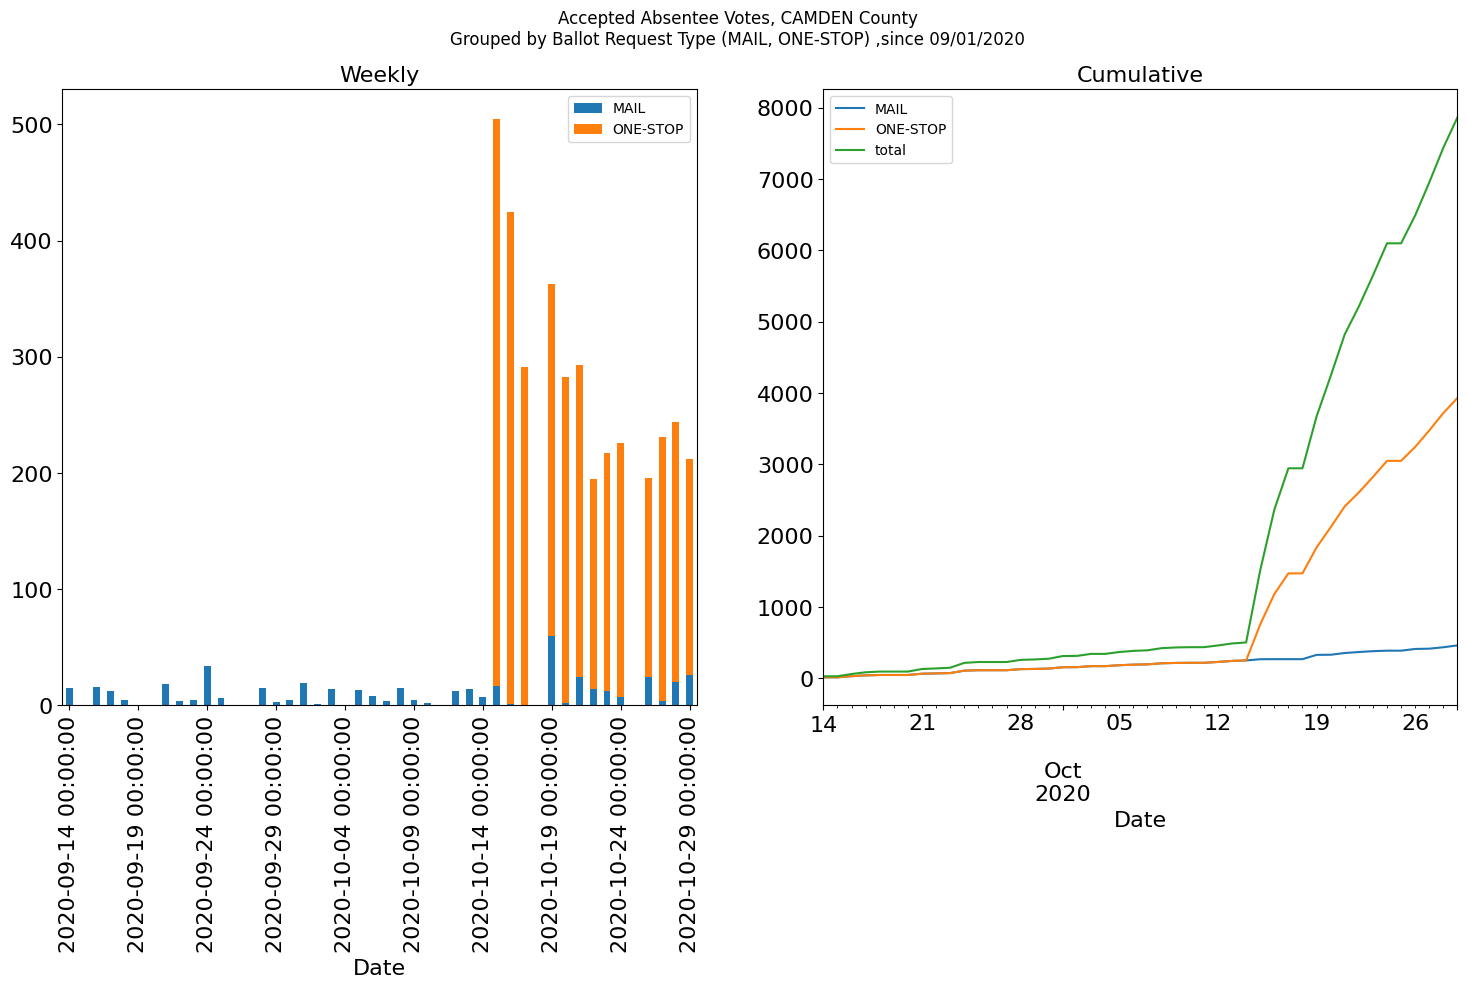 Accepted Absentee Votes, CAMDEN County
Grouped by Ballot Request Type (MAIL, ONE-STOP) ,since 09/01/2020
Weekly
MAIL
ONE-STOP
500
400
300
200
100
0
2020-09-14 00:00:00
2020-09-19 00:00:00
2020-09-24 00:00:00
2020-09-29 00:00:00
2020-10-04 00:00:00
2020-10-09 00:00:00
2020-10-14 00:00:00
2020-10-19 00:00:00
2020-10-24 00:00:00
2020-10-29 00:00:00
Date
Cumulative
MAIL
ONE-STOP
total
8000
7000
6000
5000
4000
3000
2000
1000
0
14 21 28 05 12 19 26
Oct
2020
Date